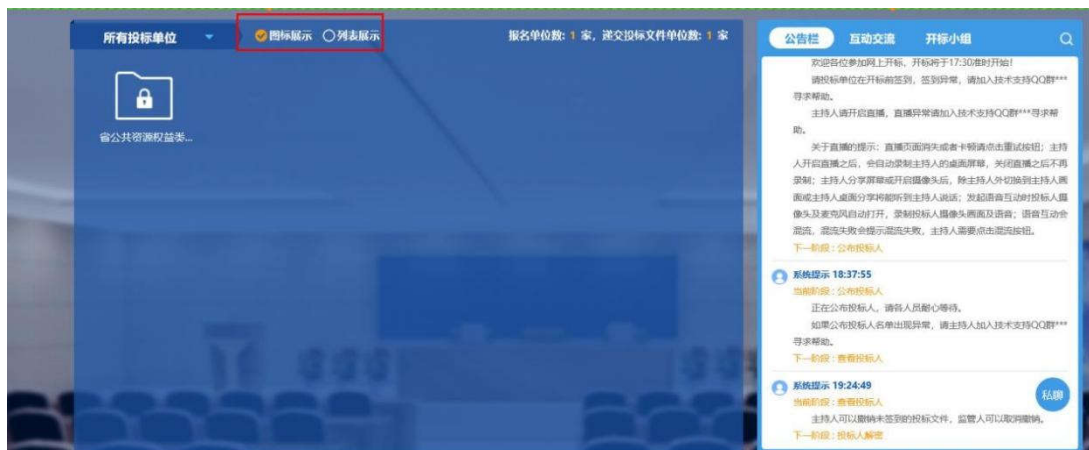 所有投标单位
图标展示 列表展示
报名单位数: 1 家, 递交投标文件单位数: 1 家
省公共资源权益类...
公告栏 互动交流 开标小组
欢迎各位参加网上开标, 开标将于17:30准时开始!
请投标单位在开标前签到, 签到异常, 请加入技术支持QQ群***
寻求帮助。
主持人请开启直播, 直播异常请加入技术支持QQ群***寻求帮
助。
关于直播的提示: 直播页面消失或者卡顿请点击重试按钮; 主持
人开启直播之后, 会自动录制主持人的桌面屏幕, 关闭直播之后不再
录制; 主持人分享屏幕或开启摄像头后, 除主持人外切换到主持人画
面或主持人桌面分享将能听到主持人说话; 发起语音互动时投标人摄
像头及麦克风自动打开, 录制投标人摄像头画面及语音; 语音互动会
混流, 混流失败会提示混流失败, 主持人需要点击混流按钮。
下一阶段 : 公布投标人
系统提示 18:37:55
当前阶段 : 公布投标人
正在公布投标人, 请各人员耐心等待。
如果公布投标人名单出现异常, 请主持人加入技术支持QQ群***
寻求帮助。
下一阶段 : 查看投标人
系统提示 19:24:49
当前阶段 : 查看投标人
主持人可以撤销未签到的投标文件, 监管人可以取消撤销。
下一阶段 : 投标人解密
私聊